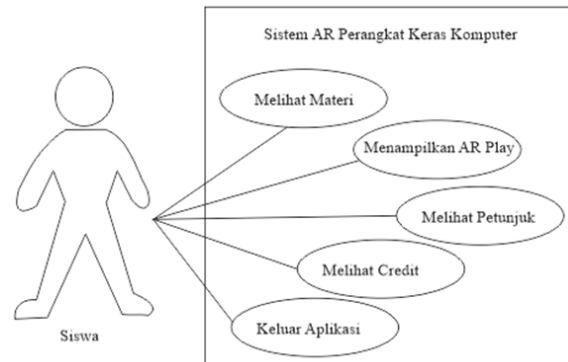 Sistem AR Perangkat Keras Komputer
Melihat Materi
Menampilkan AR Play
Melihat Petunjuk
Melihat Credit
Keluar Aplikasi
Siswa